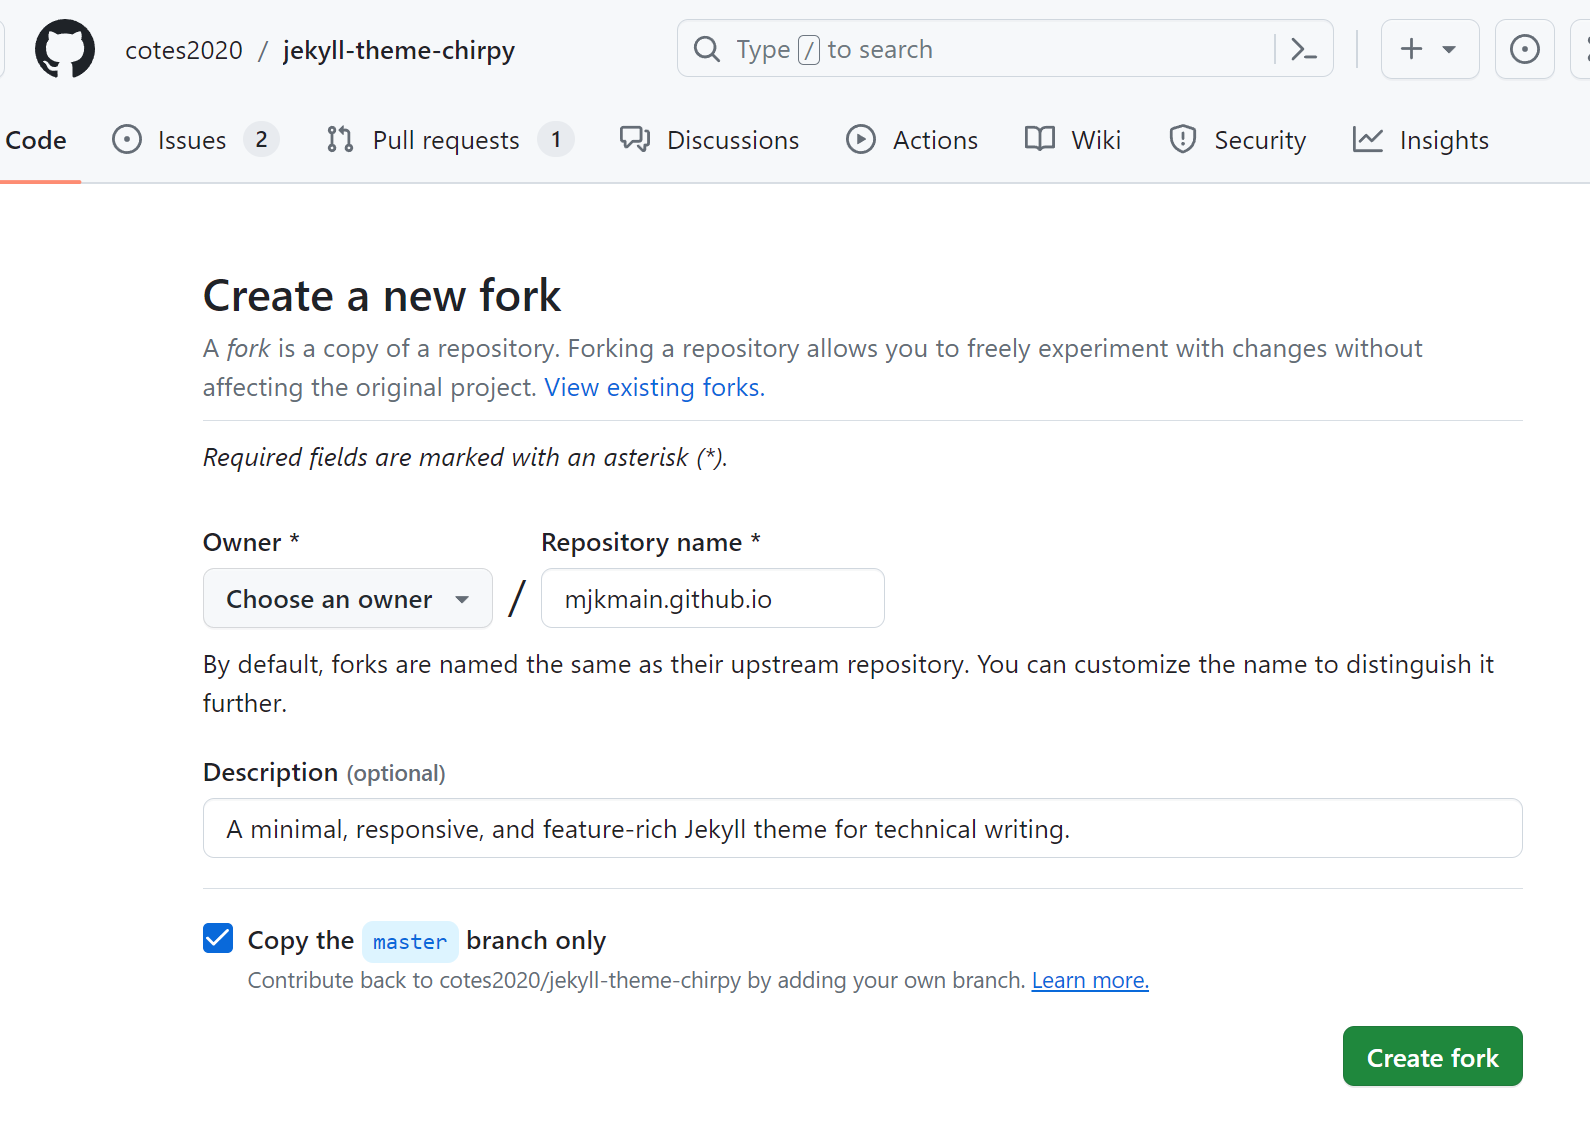 cotes2020 / jekyll-theme-chirpy
Type / to search
Code Issues 2 Pull requests 1 Discussions Actions Wiki Security Insights
Create a new fork
A fork is a copy of a repository. Forking a repository allows you to freely experiment with changes without
affecting the original project. View existing forks.
Required fields are marked with an asterisk (*).
Owner * Repository name *
Choose an owner / mjkmain.github.io
By default, forks are named the same as their upstream repository. You can customize the name to distinguish it
further.
Description (optional)
A minimal, responsive, and feature-rich Jekyll theme for technical writing.
Copy the master branch only
Contribute back to cotes2020/jekyll-theme-chirpy by adding your own branch. Learn more.
Create fork